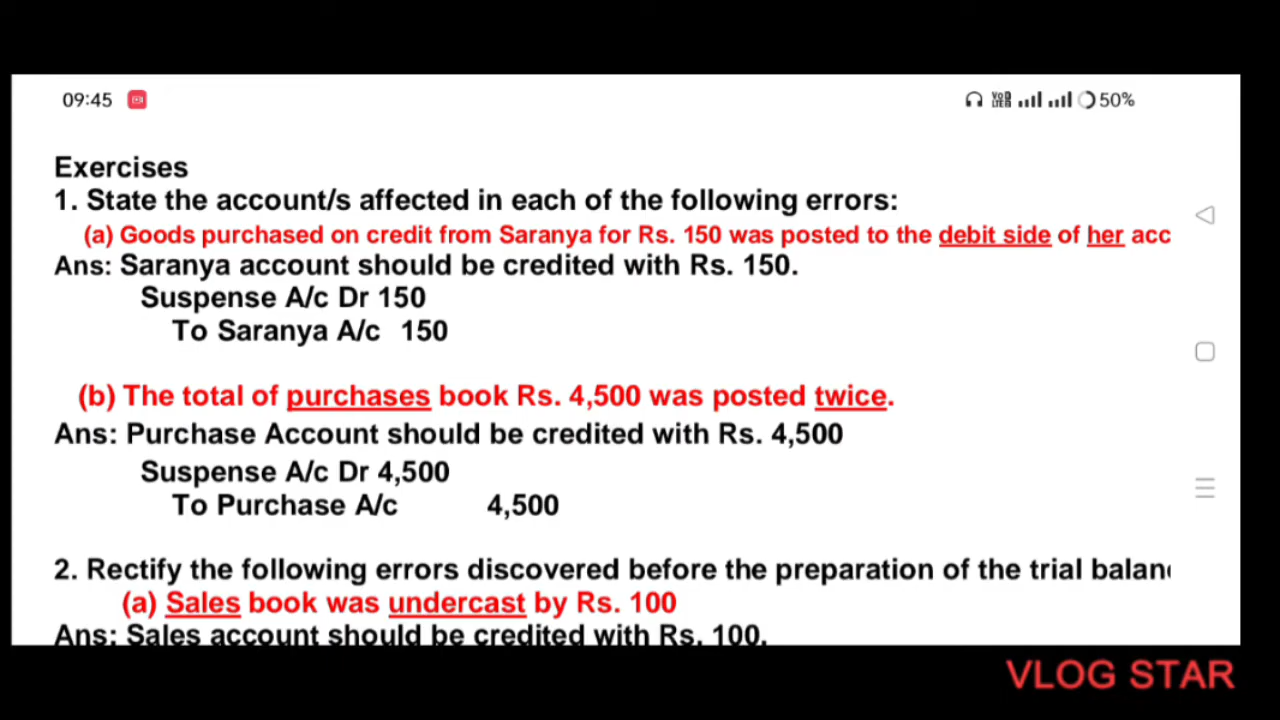 09:45 50%
Exercises
1. State the account/s affected in each of the following errors:
(a) Goods purchased on credit from Saranya for Rs. 150 was posted to the debit side of her acc
Ans: Saranya account should be credited with Rs. 150.
Suspense A/c Dr 150
To Saranya A/c 150
(b) The total of purchases book Rs. 4,500 was posted twice.
Ans: Purchase Account should be credited with Rs. 4,500
Suspense A/c Dr 4,500
To Purchase A/c 4,500
2. Rectify the following errors discovered before the preparation of the trial balan
(a) Sales book was undercast by Rs. 100
Ans: Sales account should be credited with Rs. 100.
VLOG STAR